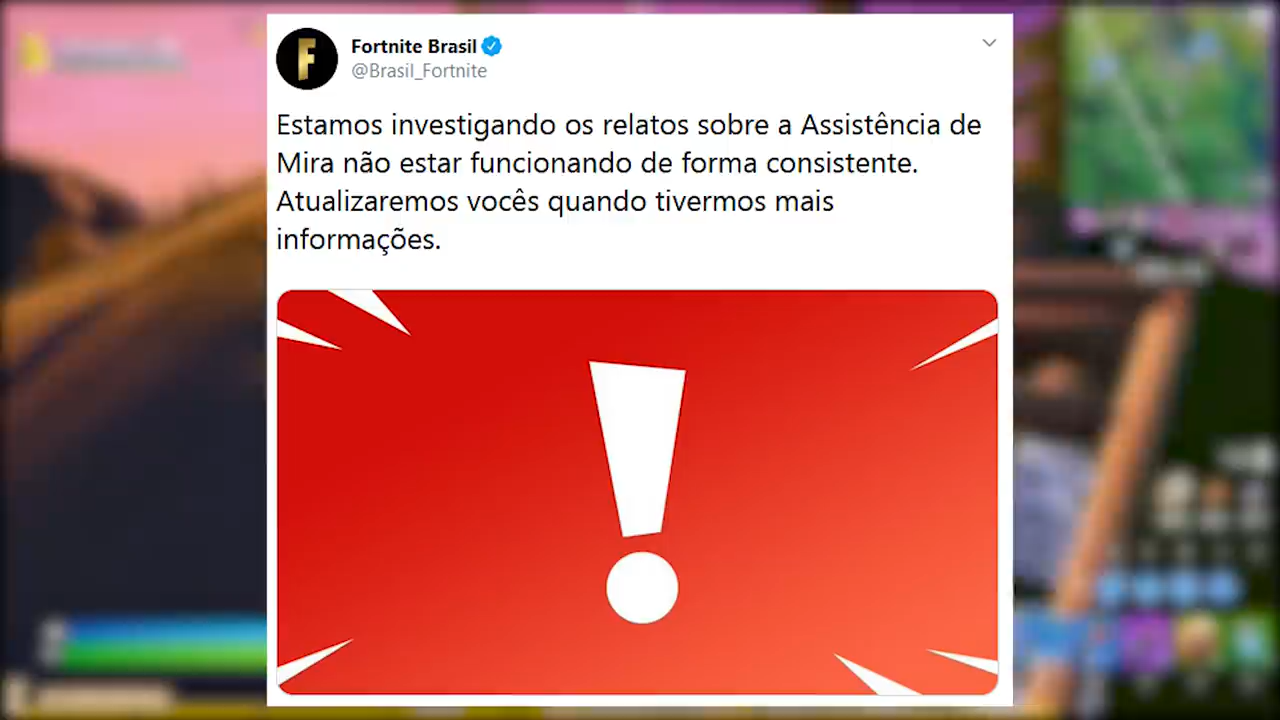 Fortnite Brasil
@Brasil_Fortnite
Estamos investigando os relatos sobre a Assistência de
Mira não estar funcionando de forma consistente.
Atualizaremos vocês quando tivermos mais
informações.
F
!